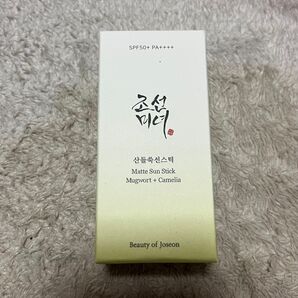 SPF50+ PA++++
조선
미녀
산들쑥선스틱
Matte Sun Stick
Mugwort + Camelia
Beauty of Joseon